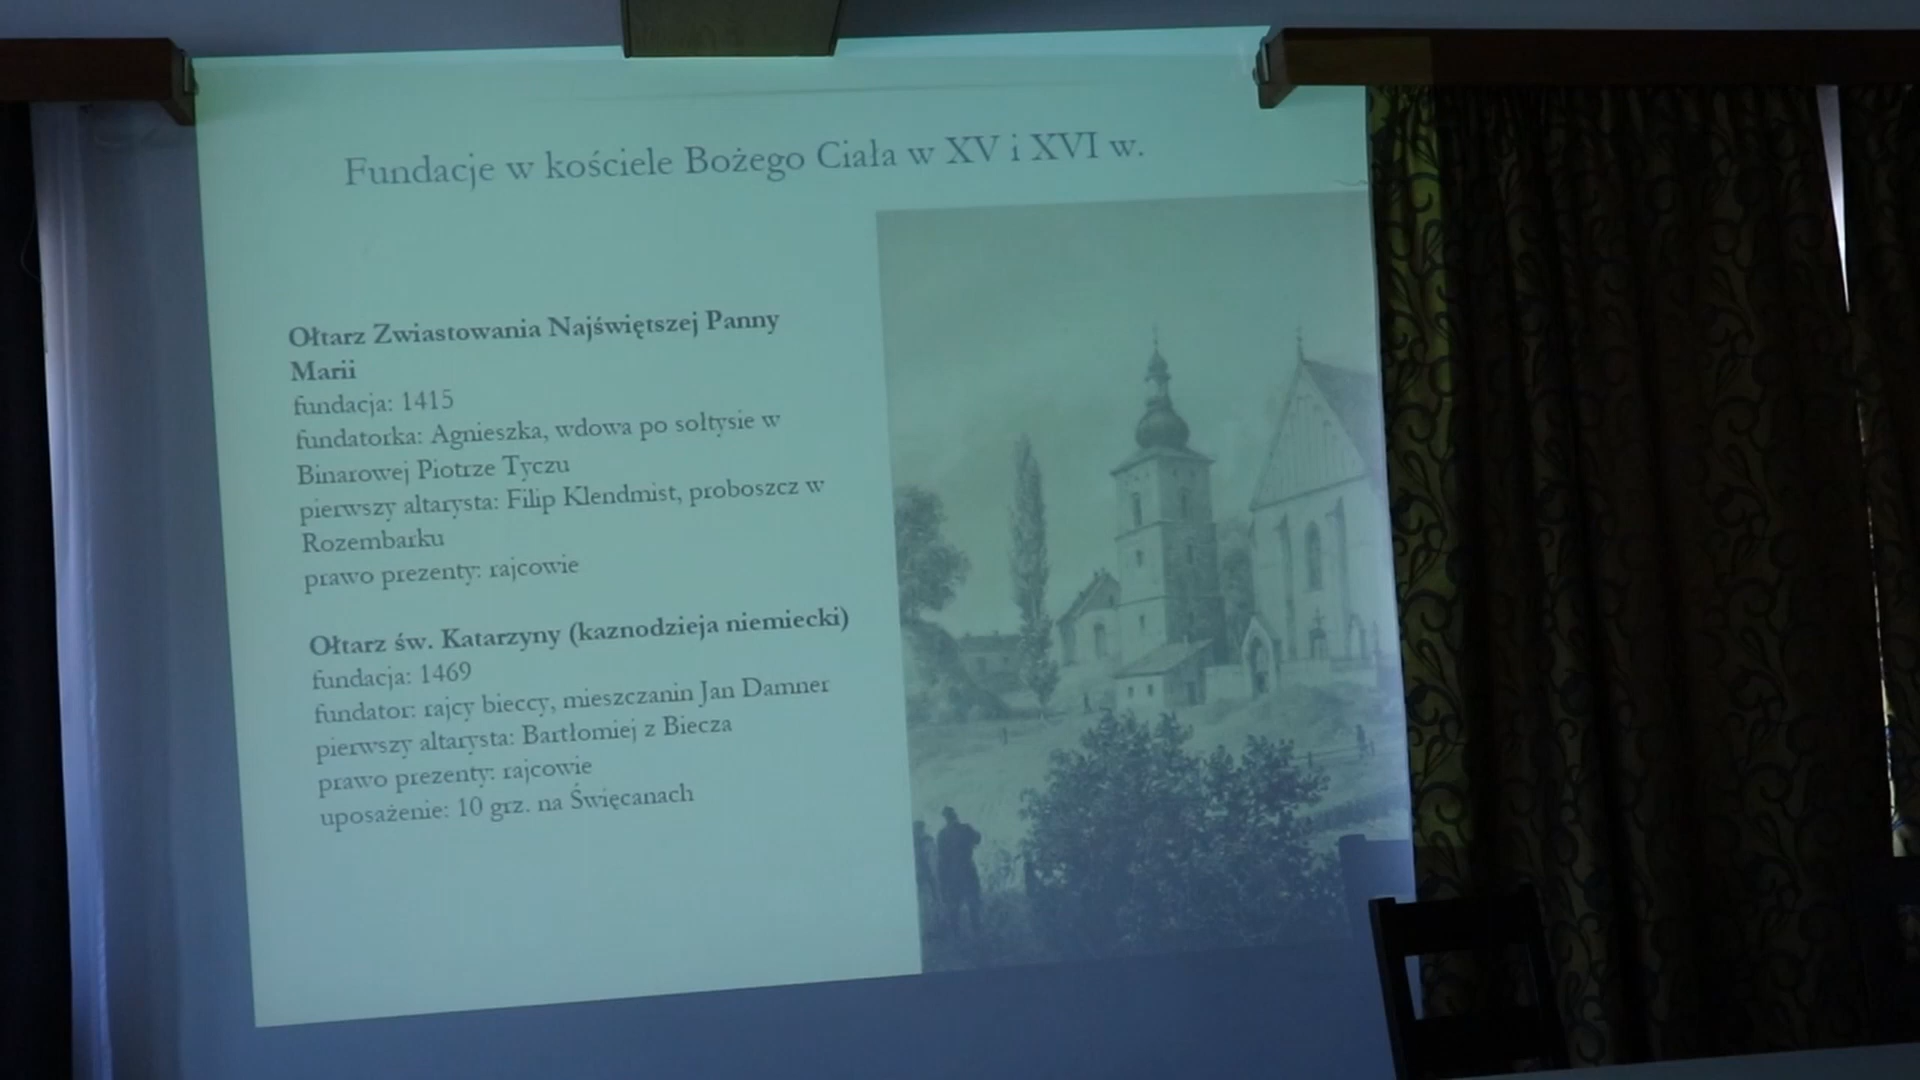 Fundacje w kościele Bożego Ciała w XV i XVI w.
Ołtarz Zwiastowania Najświętszej Panny
Marii
fundacja: 1415
fundatorka: Agnieszka, wdowa po sołtysie w
Binarowej Piotrze Tyczu
pierwszy altarysta: Filip Klendmist, proboszcz w
Rozembarku
prawo prezenty: rajcowie
Ołtarz św. Katarzyny (kaznodzieja niemiecki)
fundacja: 1469
fundator: rajcy bieccy, mieszczanin Jan Damner
pierwszy altarysta: Bartłomiej z Biecza
prawo prezenty: rajcowie
uposażenie: 10 grz. na Święcanach